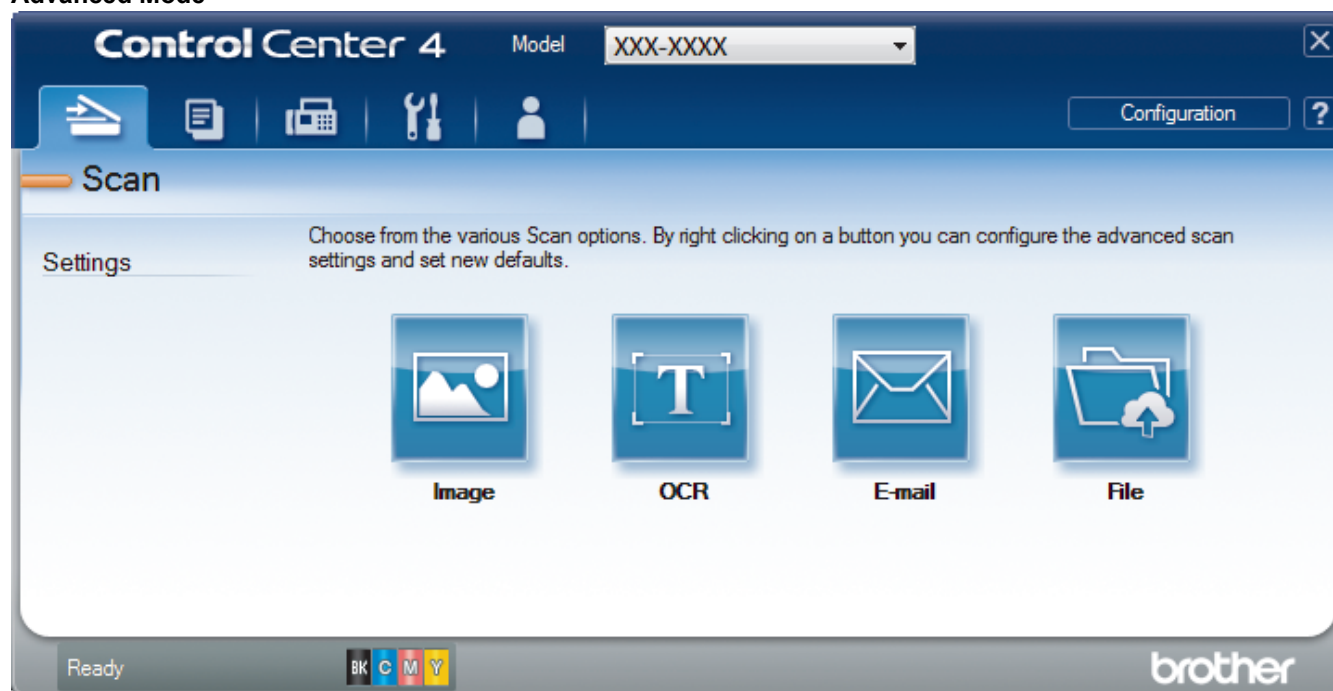 Advanced Mode
Control Center 4 Model XXX-XXXX X
Configuration ?
Scan
Settings
Choose from the various Scan options. By right clicking on a button you can configure the advanced scan
settings and set new defaults.
T
Image OCR E-mail File
Ready BK C M Y brother